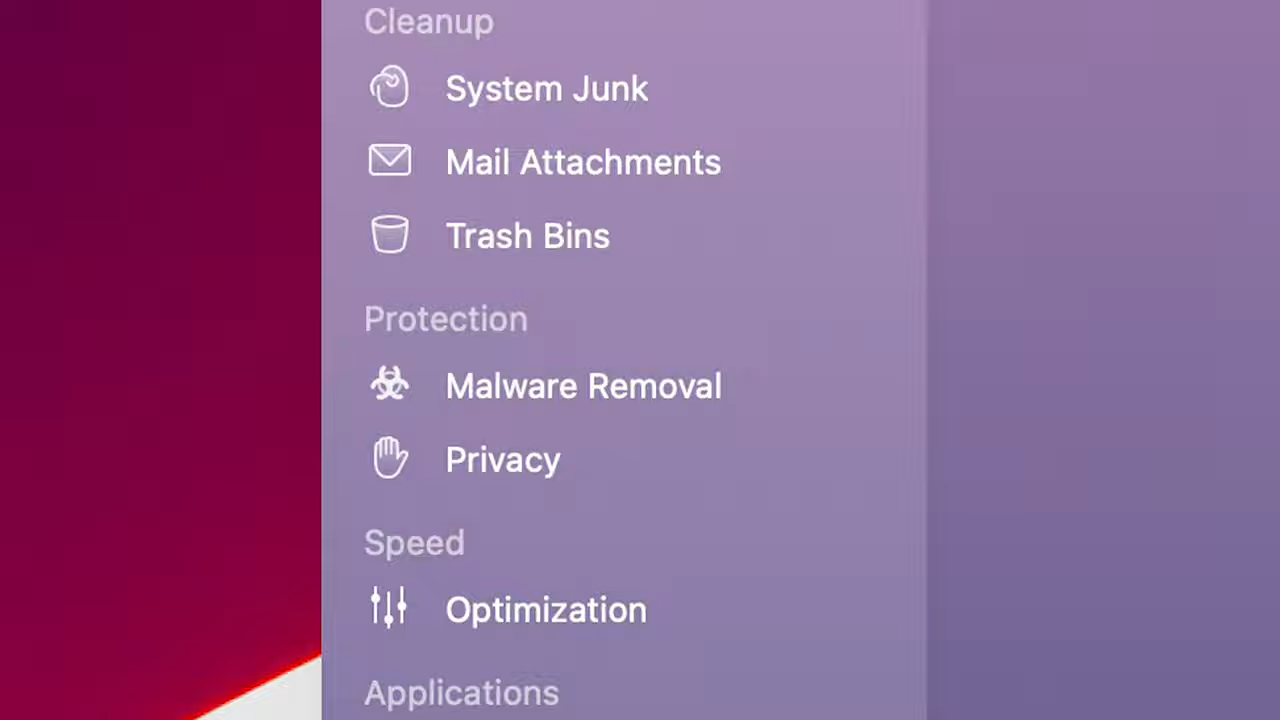 Cleanup
System Junk
Mail Attachments
Trash Bins
Protection
Malware Removal
Privacy
Speed
Optimization
Applications